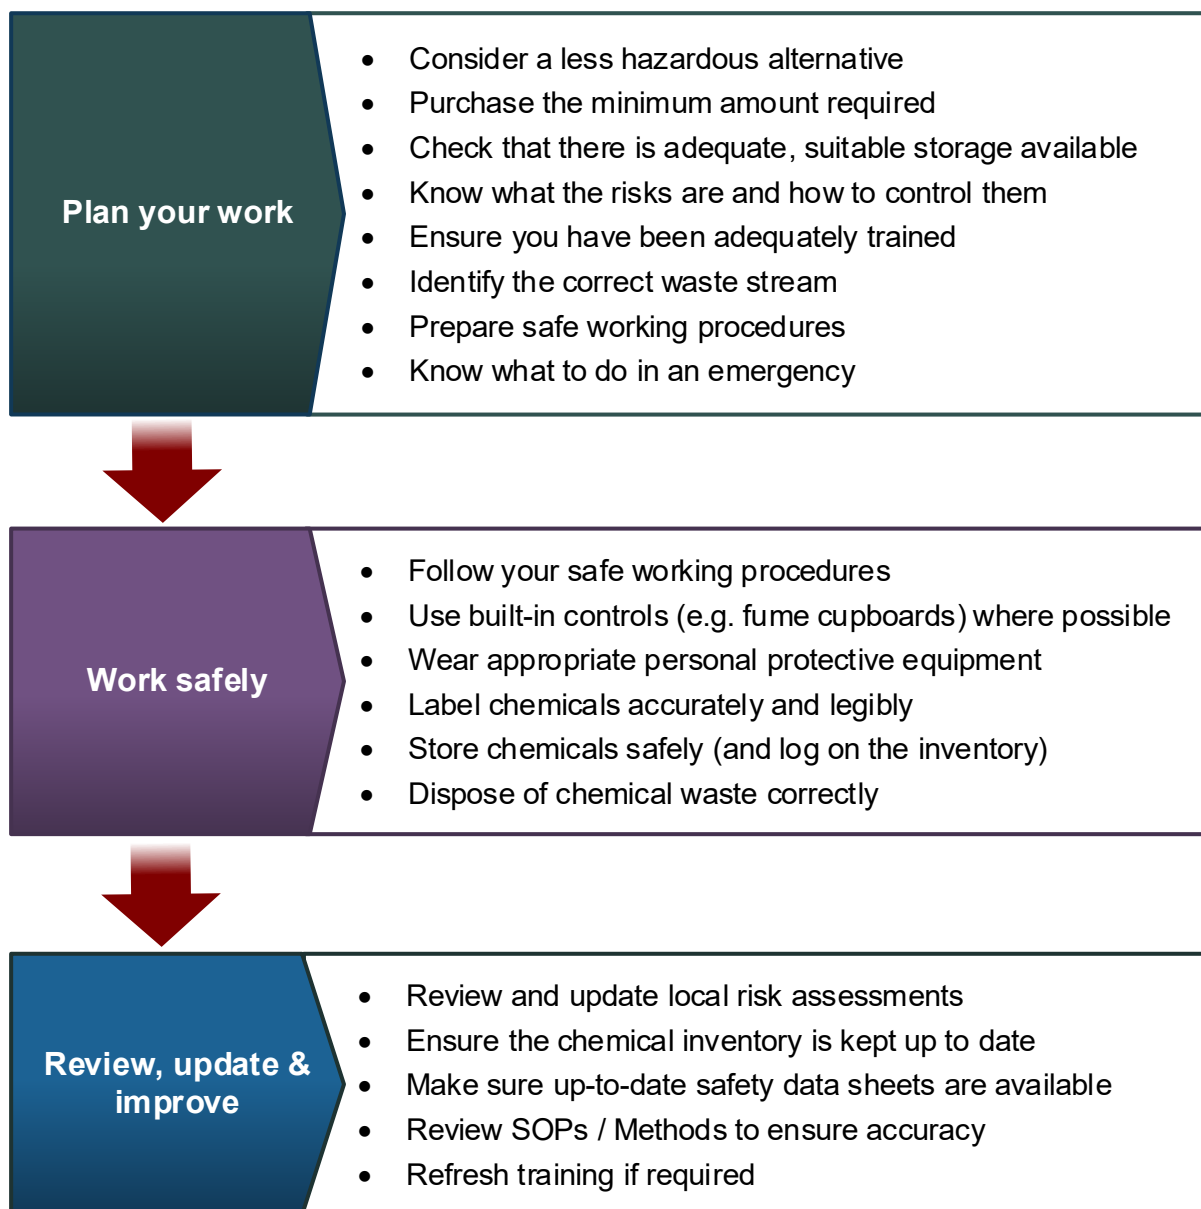 Plan your work
• Consider a less hazardous alternative
• Purchase the minimum amount required
• Check that there is adequate, suitable storage available
• Know what the risks are and how to control them
• Ensure you have been adequately trained
• Identify the correct waste stream
• Prepare safe working procedures
• Know what to do in an emergency
Work safely
• Follow your safe working procedures
• Use built-in controls (e.g. fume cupboards) where possible
• Wear appropriate personal protective equipment
• Label chemicals accurately and legibly
• Store chemicals safely (and log on the inventory)
• Dispose of chemical waste correctly
Review, update &
improve
• Review and update local risk assessments
• Ensure the chemical inventory is kept up to date
• Make sure up-to-date safety data sheets are available
• Review SOPs / Methods to ensure accuracy
• Refresh training if required